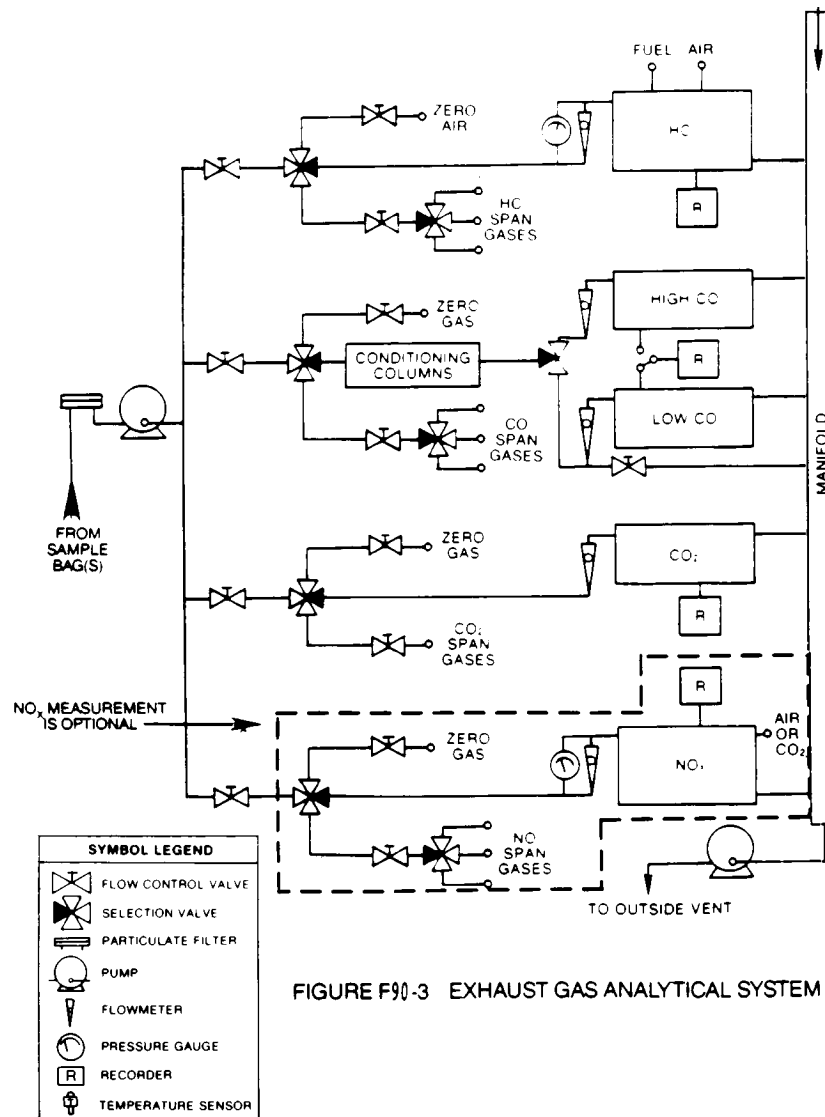 FUEL AIR
ZERO
AIR
HC
R
HC
SPAN
GASES
ZERO
GAS
HIGH CO
CONDITIONING
COLUMNS
R
LOW CO
CO
SPAN
GASES
MANIFOLD
FROM
SAMPLE
BAG(S)
ZERO
GAS
CO₂
R
CO₂
SPAN
GASES
NOₓ MEASUREMENT
IS OPTIONAL
R
ZERO
GAS
AIR
OR
CO₂
NOₓ
NO
SPAN
GASES
TO OUTSIDE VENT
SYMBOL LEGEND
FLOW CONTROL VALVE
SELECTION VALVE
PARTICULATE FILTER
PUMP
FLOWMETER
PRESSURE GAUGE
R RECORDER
TEMPERATURE SENSOR
FIGURE F90-3 EXHAUST GAS ANALYTICAL SYSTEM